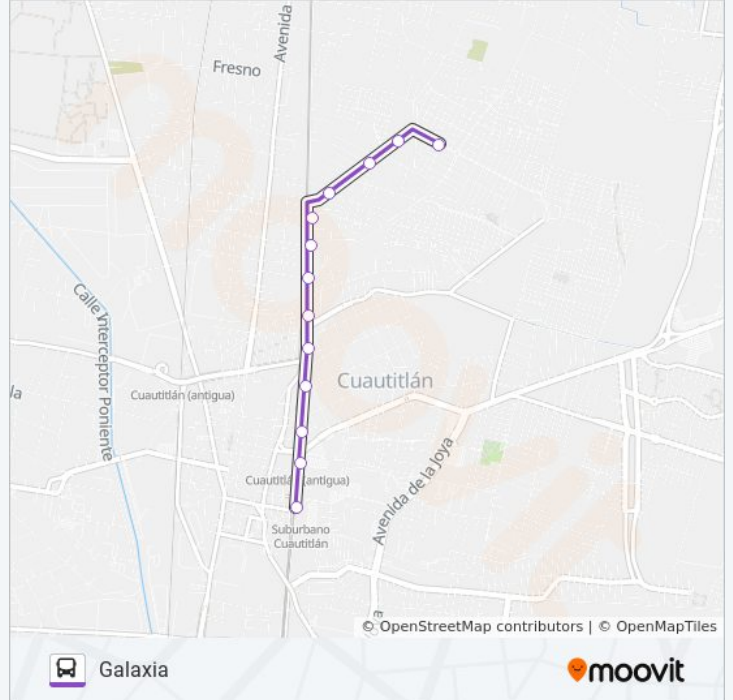 Avenida
Fresno
Calle Interceptor Poniente
Cuautitlán
la
Cuautitlán (antigua)
Avenida de la Joya
Cuautitlán (antigua)
Suburbano
Cuautitlán
© OpenStreetMap contributors | © OpenMapTiles
Galaxia
moovit